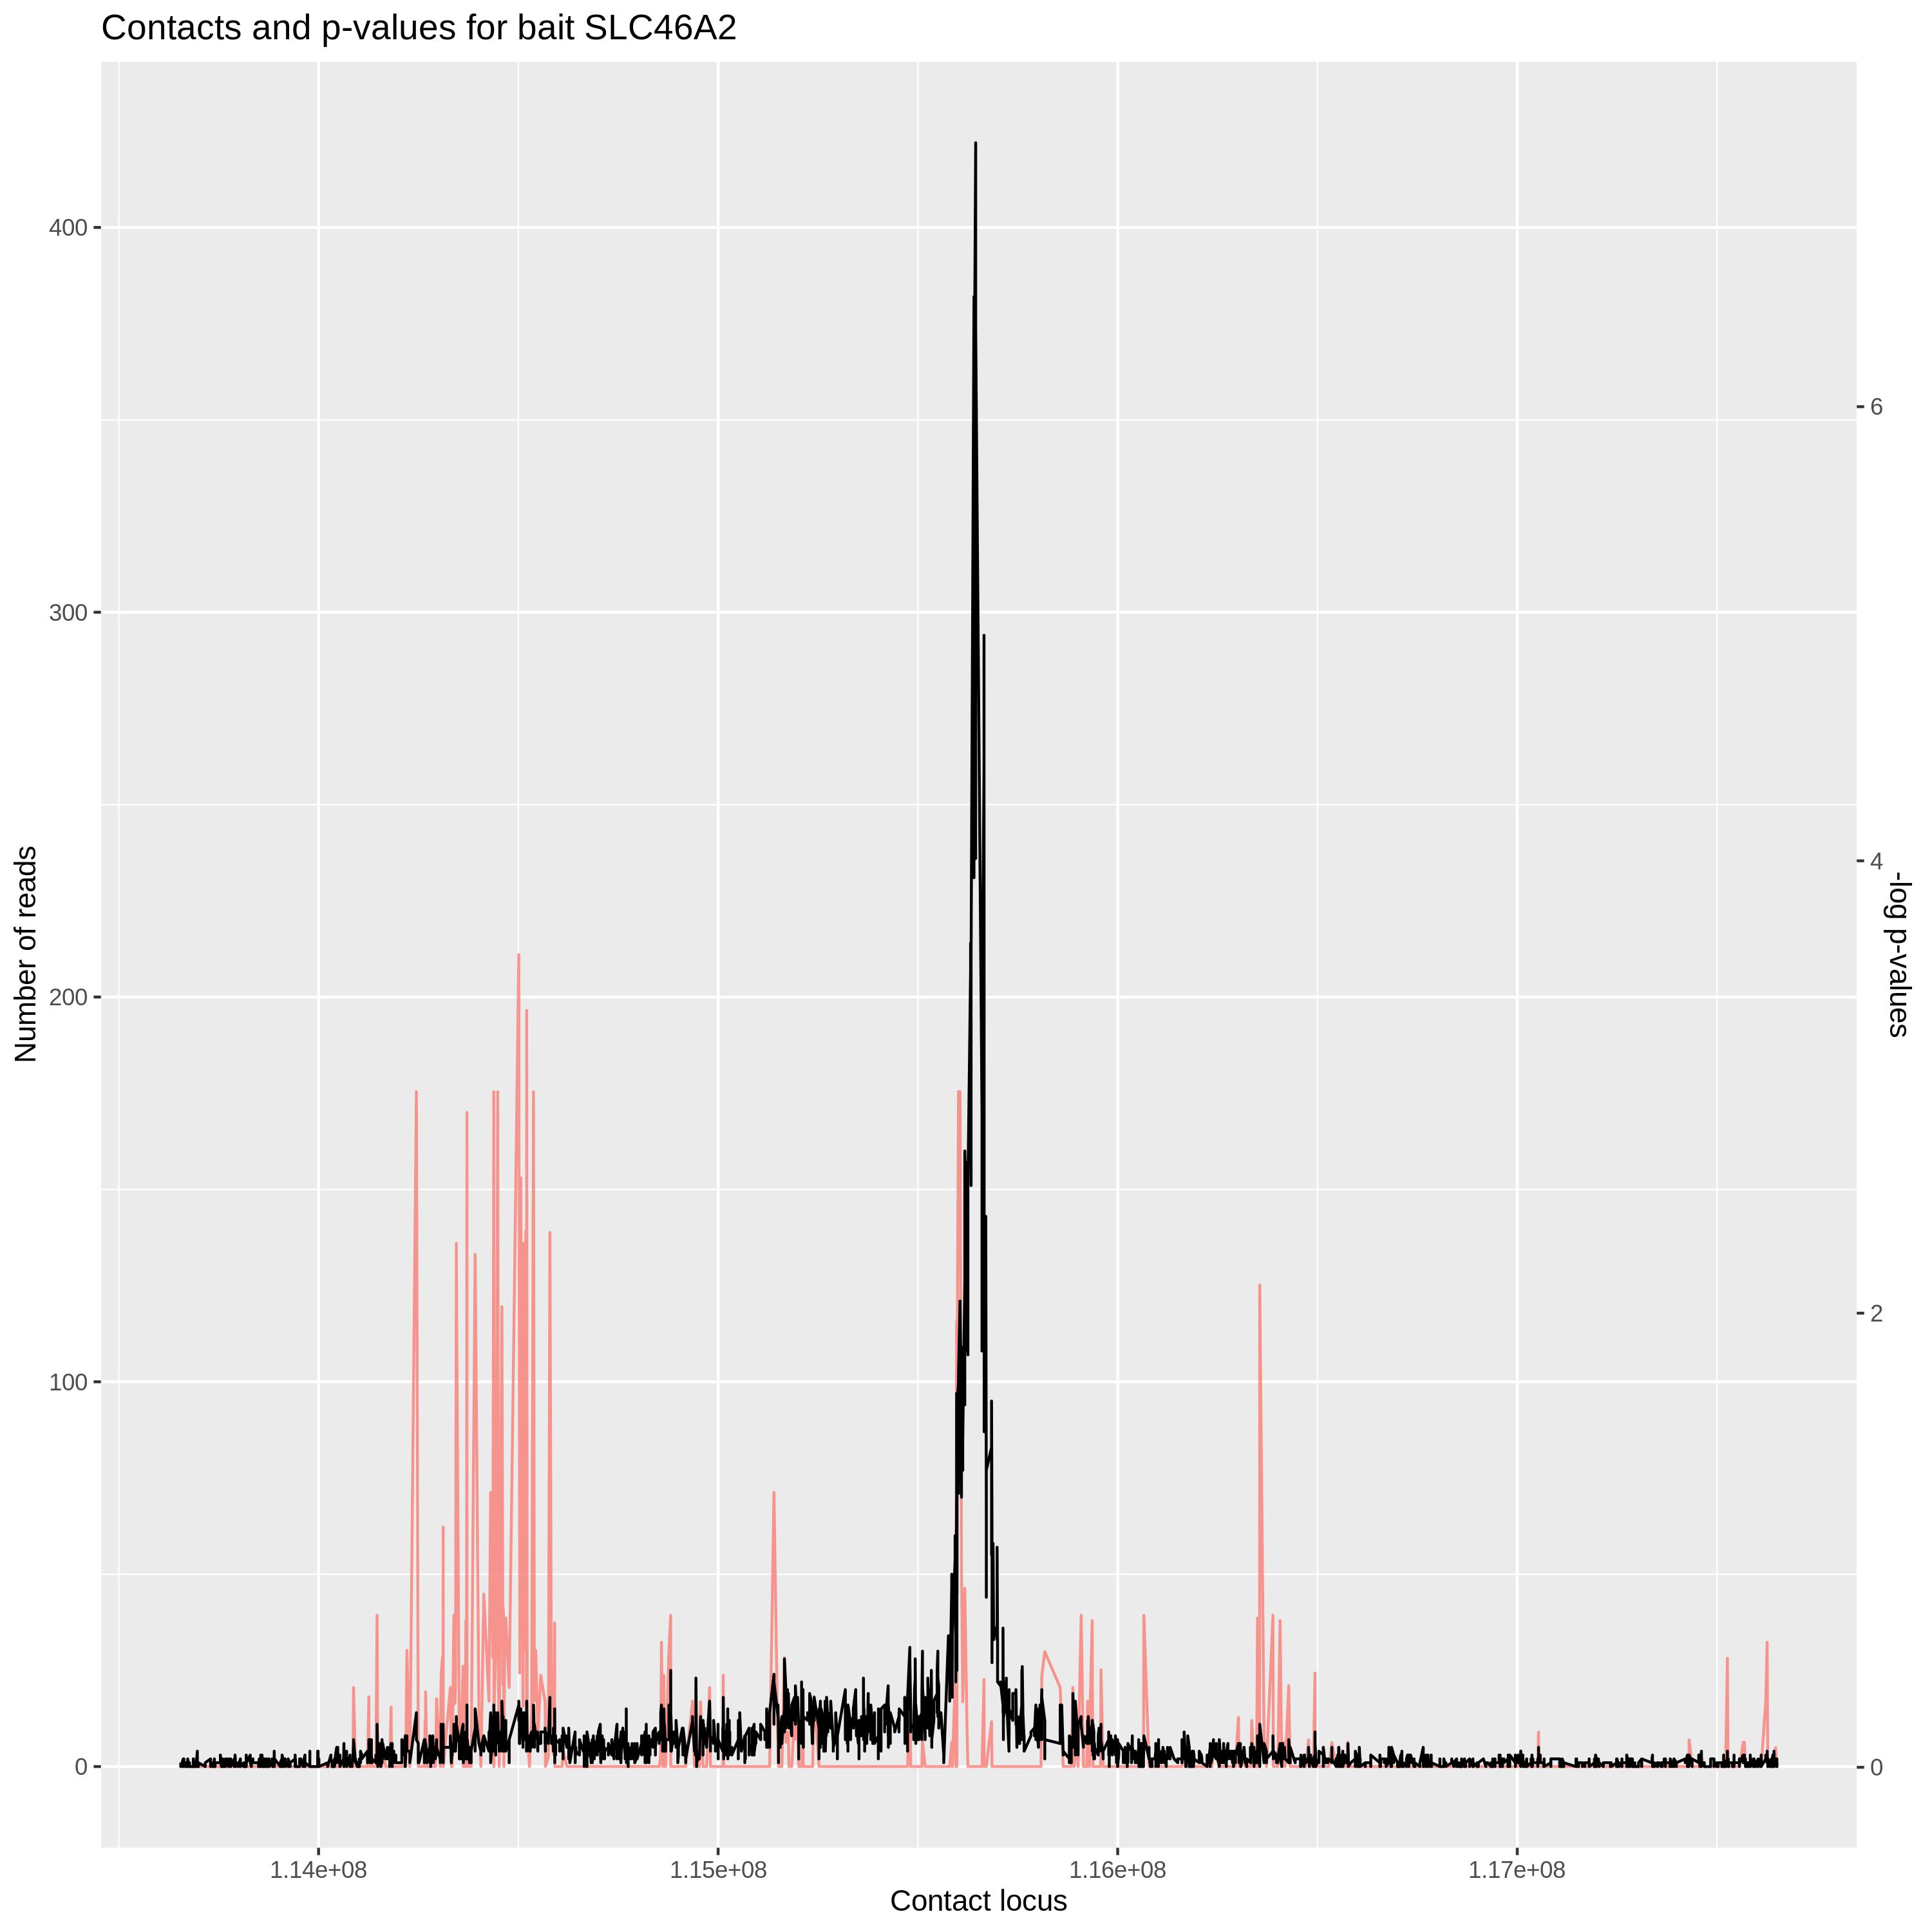 Contacts and p-values for bait SLC46A2
400
300
200
100
0
Number of reads
6
4
2
0
-log p-values
1.14e+08
1.15e+08
1.16e+08
1.17e+08
Contact locus